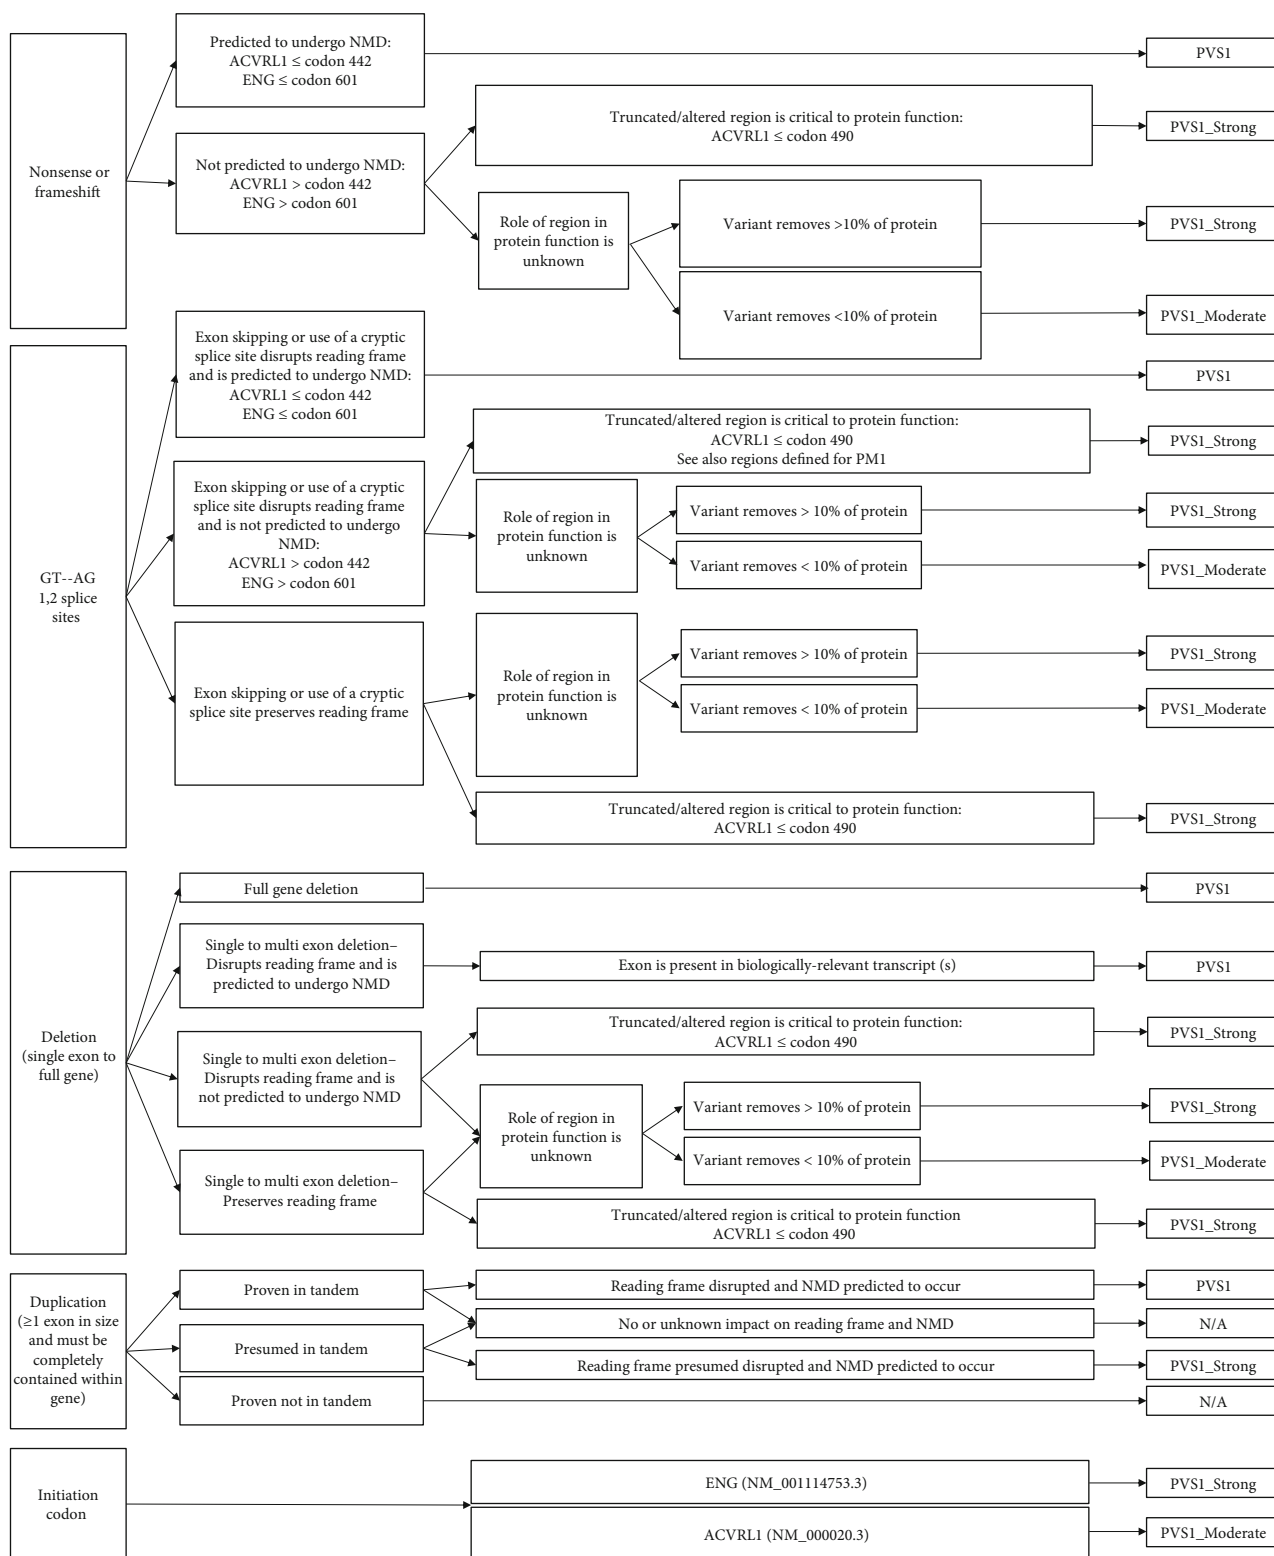 Nonsense or
frameshift
Predicted to undergo NMD:
ACVRL1 ≤ codon 442
ENG ≤ codon 601
PVS1
Not predicted to undergo NMD:
ACVRL1 > codon 442
ENG > codon 601
Truncated/altered region is critical to protein function:
ACVRL1 ≤ codon 490
PVS1_Strong
Role of region in
protein function is
unknown
Variant removes >10% of protein
PVS1_Strong
Variant removes <10% of protein
PVS1_Moderate
GT--AG
1,2 splice
sites
Exon skipping or use of a cryptic
splice site disrupts reading frame
and is predicted to undergo NMD:
ACVRL1 ≤ codon 442
ENG ≤ codon 601
PVS1
Exon skipping or use of a cryptic
splice site disrupts reading frame
and is not predicted to undergo
NMD:
ACVRL1 > codon 442
ENG > codon 601
Truncated/altered region is critical to protein function:
ACVRL1 ≤ codon 490
See also regions defined for PM1
PVS1_Strong
Role of region in
protein function is
unknown
Variant removes > 10% of protein
PVS1_Strong
Variant removes < 10% of protein
PVS1_Moderate
Exon skipping or use of a cryptic
splice site preserves reading frame
Role of region in
protein function is
unknown
Variant removes > 10% of protein
PVS1_Strong
Variant removes < 10% of protein
PVS1_Moderate
Truncated/altered region is critical to protein function:
ACVRL1 ≤ codon 490
PVS1_Strong
Deletion
(single exon to
full gene)
Full gene deletion
PVS1
Single to multi exon deletion–
Disrupts reading frame and is
predicted to undergo NMD
Exon is present in biologically-relevant transcript (s)
PVS1
Single to multi exon deletion–
Disrupts reading frame and is
not predicted to undergo NMD
Truncated/altered region is critical to protein function:
ACVRL1 ≤ codon 490
PVS1_Strong
Role of region in
protein function is
unknown
Variant removes > 10% of protein
PVS1_Strong
Variant removes < 10% of protein
PVS1_Moderate
Single to multi exon deletion–
Preserves reading frame
Truncated/altered region is critical to protein function
ACVRL1 ≤ codon 490
PVS1_Strong
Duplication
(≥1 exon in size
and must be
completely
contained within
gene)
Proven in tandem
Reading frame disrupted and NMD predicted to occur
PVS1
No or unknown impact on reading frame and NMD
N/A
Presumed in tandem
Reading frame presumed disrupted and NMD predicted to occur
PVS1_Strong
Proven not in tandem
N/A
Initiation
codon
ENG (NM_001114753.3)
PVS1_Strong
ACVRL1 (NM_000020.3)
PVS1_Moderate